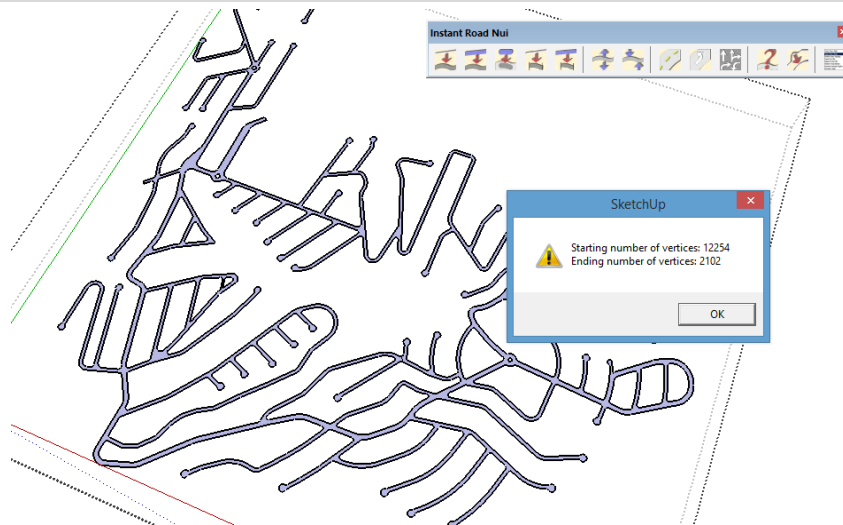 Instant Road Nui
SketchUp
Starting number of vertices: 12254
Ending number of vertices: 2102
OK